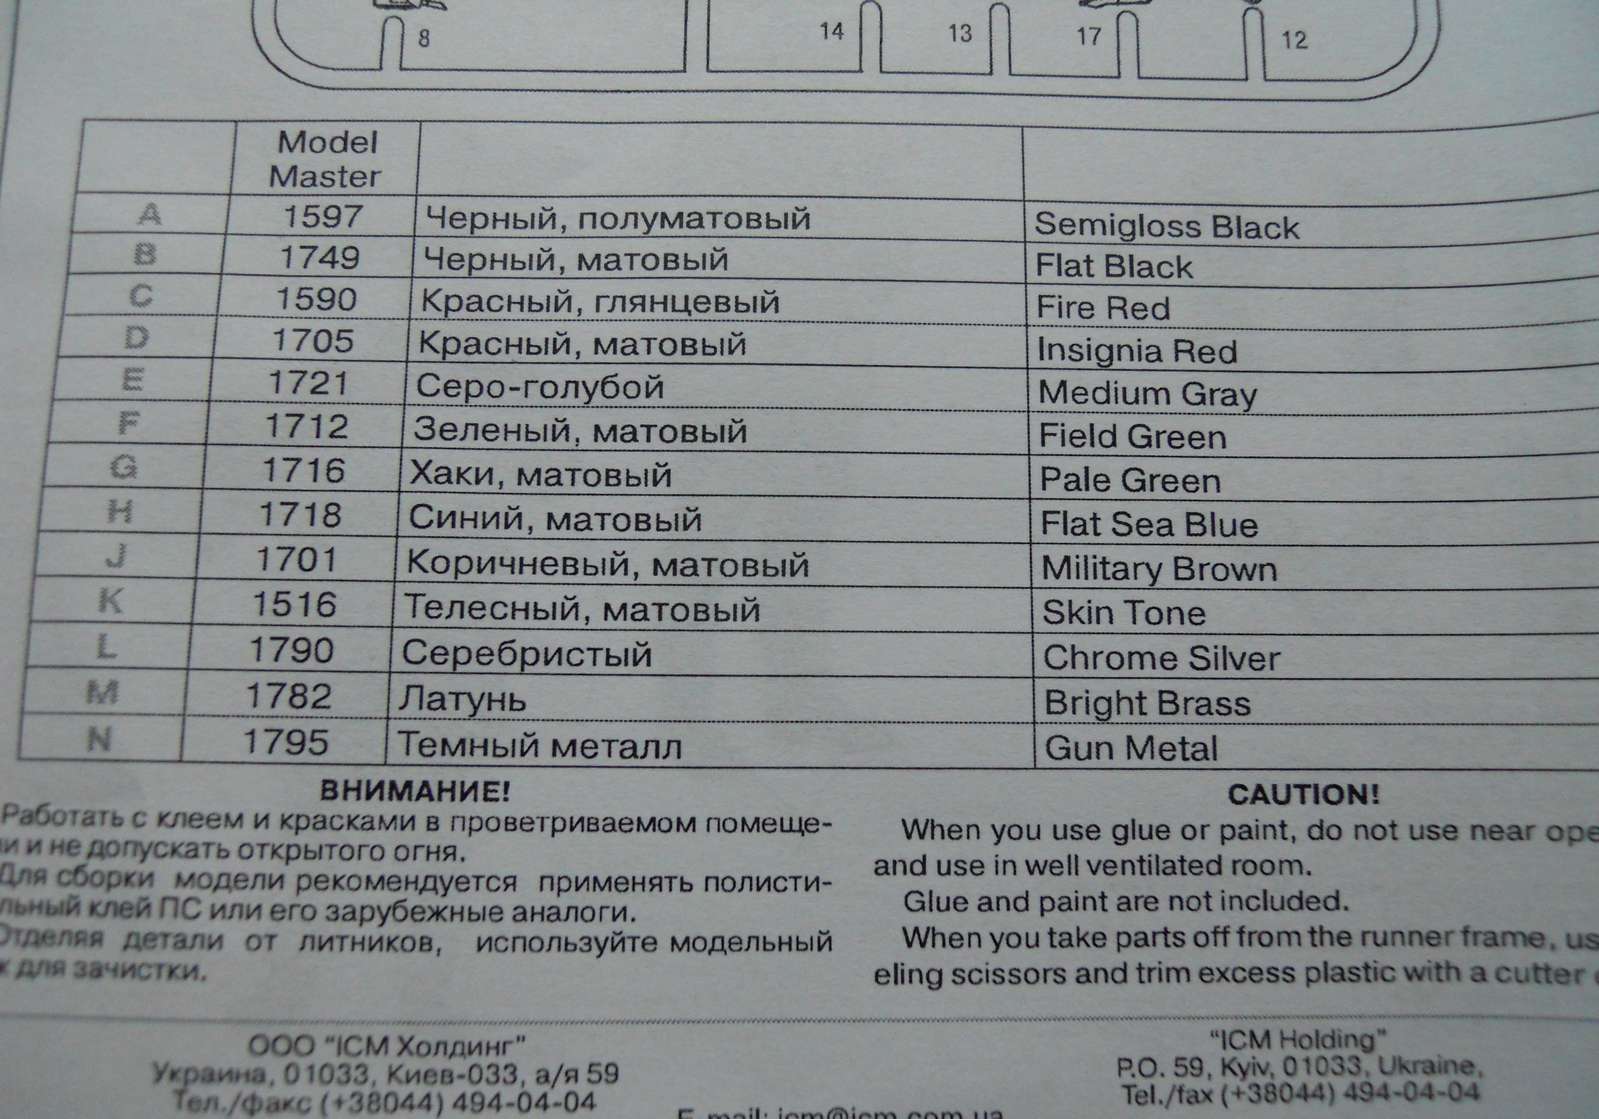 8 14 13 17 12
Model
Master
A 1597 Черный, полуматовый Semigloss Black
B 1749 Черный, матовый Flat Black
C 1590 Красный, глянцевый Fire Red
D 1705 Красный, матовый Insignia Red
E 1721 Серо-голубой Medium Gray
F 1712 Зеленый, матовый Field Green
G 1716 Хаки, матовый Pale Green
H 1718 Синий, матовый Flat Sea Blue
J 1701 Коричневый, матовый Military Brown
K 1516 Телесный, матовый Skin Tone
L 1790 Серебристый Chrome Silver
M 1782 Латунь Bright Brass
N 1795 Темный металл Gun Metal
ВНИМАНИЕ!
Работать с клеем и красками в проветриваемом помеще-
и и не допускать открытого огня.
Для сборки модели рекомендуется применять полисти-
льный клей ПС или его зарубежные аналоги.
Отделяя детали от литников, используйте модельный
для зачистки.
CAUTION!
When you use glue or paint, do not use near ope
and use in well ventilated room.
Glue and paint are not included.
When you take parts off from the runner frame, us
eling scissors and trim excess plastic with a cutter
ООО "ICM Холдинг"
Украина, 01033, Киев-033, а/я 59
Тел./факс (+38044) 494-04-04
"ICM Holding"
P.O. 59, Kyiv, 01033, Ukraine,
Tel./fax (+38044) 494-04-04
E-mail: icm@icm.com.ua